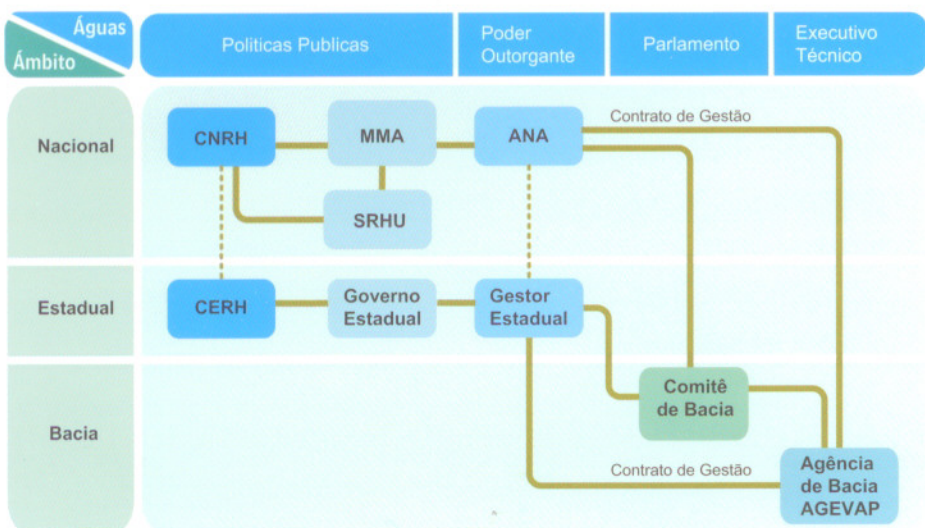 Águas
Âmbito
Politicas Publicas
Poder
Outorgante
Parlamento
Executivo
Técnico
Nacional
CNRH
MMA
ANA
Contrato de Gestão
SRHU
Estadual
CERH
Governo
Estadual
Gestor
Estadual
Bacia
Comitê
de Bacia
Contrato de Gestão
Agência
de Bacia
AGEVAP